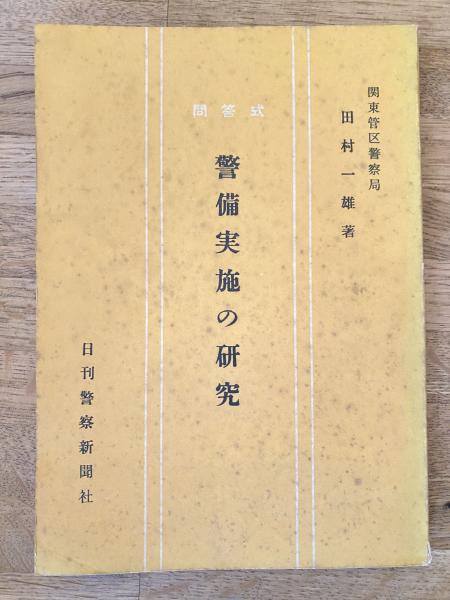 関東管区警察局
田村一雄著
問答式
警備実施の研究
日刊警察新聞社